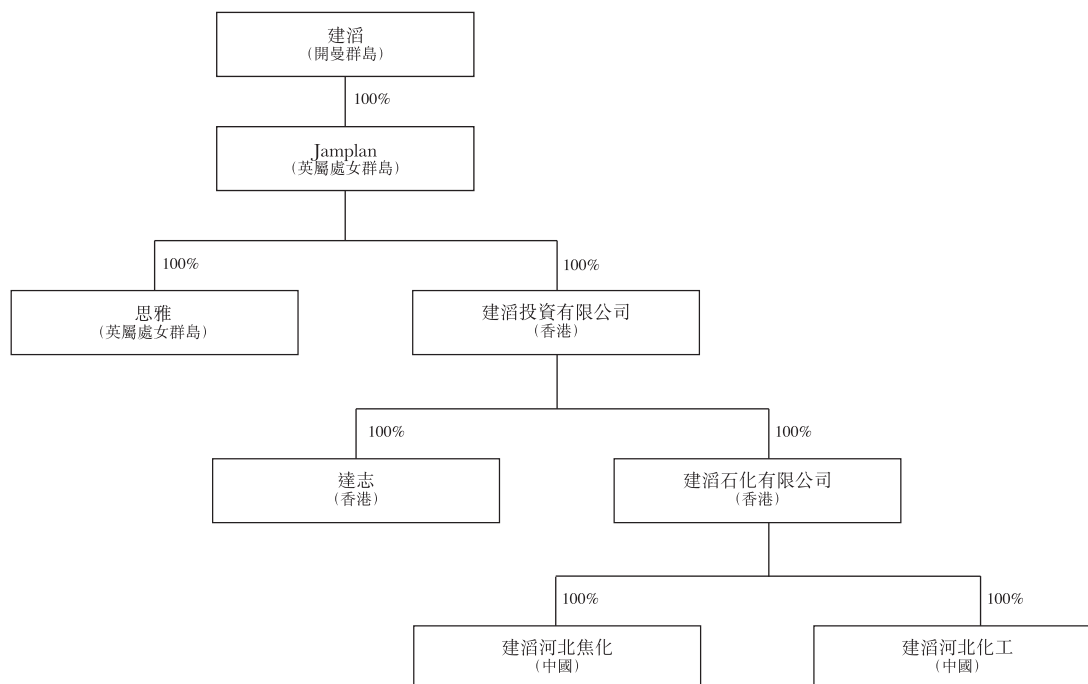 建滔
(開曼群島)
100%
Jamplan
(英屬處女群島)
100%
100%
思雅
(英屬處女群島)
建滔投資有限公司
(香港)
100%
100%
達志
(香港)
建滔石化有限公司
(香港)
100%
100%
建滔河北焦化
(中國)
建滔河北化工
(中國)